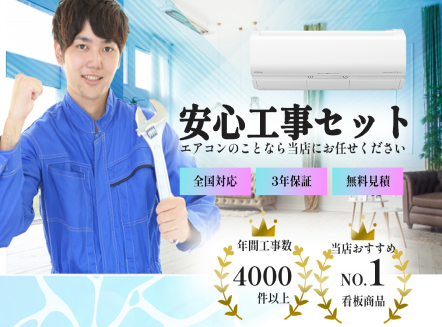 安心工事セット
エアコンのことなら当店にお任せください
全国対応 3年保証 無料見積
年間工事数
4000
件以上
当店おすすめ
NO.1
看板商品